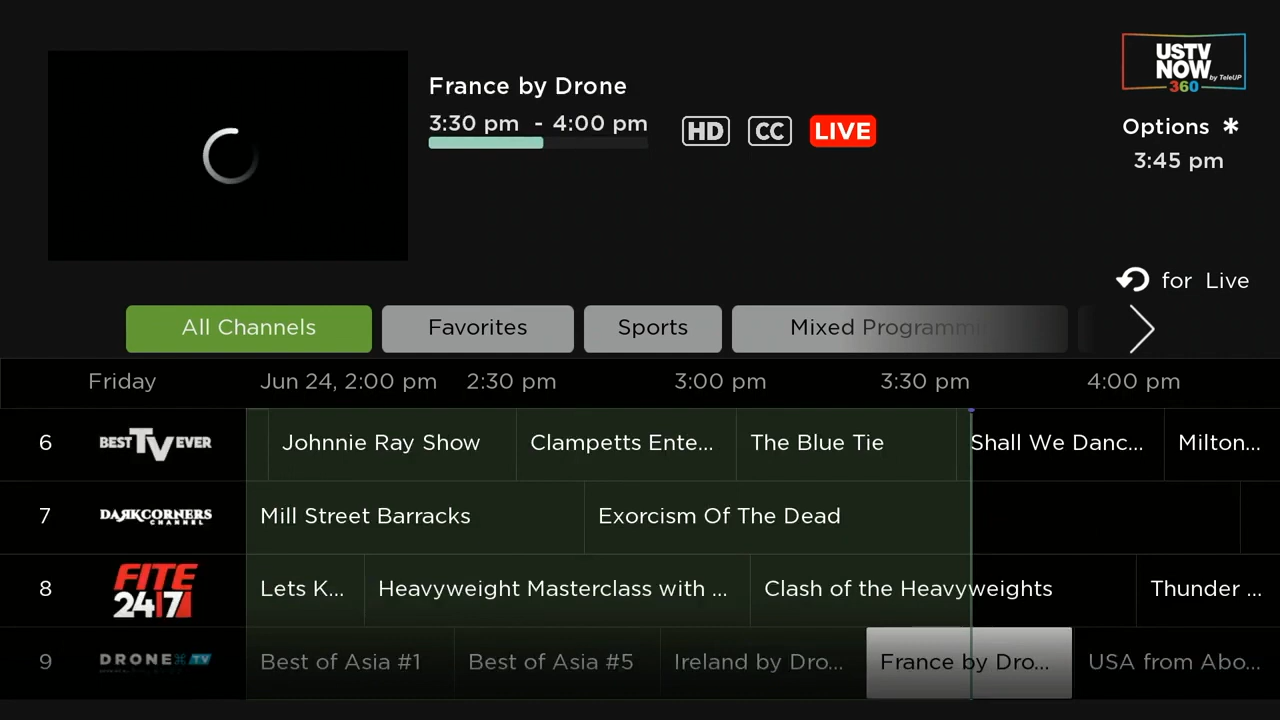 France by Drone
3:30 pm - 4:00 pm
HD CC LIVE
USTV
NOW
by TeleUP
360
Options *
3:45 pm
for Live
All Channels Favorites Sports Mixed Programmi
Friday Jun 24, 2:00 pm 2:30 pm 3:00 pm 3:30 pm 4:00 pm
6 BEST TV EVER Johnnie Ray Show Clampetts Ente... The Blue Tie Shall We Danc... Milton...
7 DARKCORNERS CHANNEL Mill Street Barracks Exorcism Of The Dead
8 FITE 24|7 Lets K... Heavyweight Masterclass with ... Clash of the Heavyweights Thunder ...
9 DRONE TV Best of Asia #1 Best of Asia #5 Ireland by Dro... France by Dro... USA from Abo...